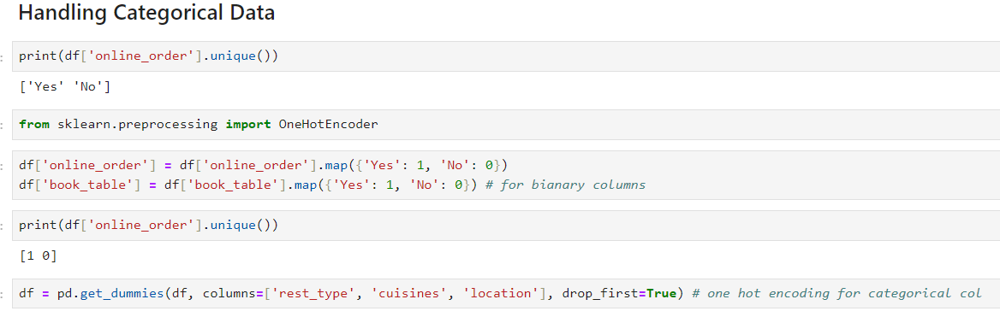 Handling Categorical Data
: print(df['online_order'].unique())
['Yes' 'No']
: from sklearn.preprocessing import OneHotEncoder
: df['online_order'] = df['online_order'].map({'Yes': 1, 'No': 0})
df['book_table'] = df['book_table'].map({'Yes': 1, 'No': 0}) # for bianary columns
: print(df['online_order'].unique())
[1 0]
: df = pd.get_dummies(df, columns=['rest_type', 'cuisines', 'location'], drop_first=True) # one hot encoding for categorical col